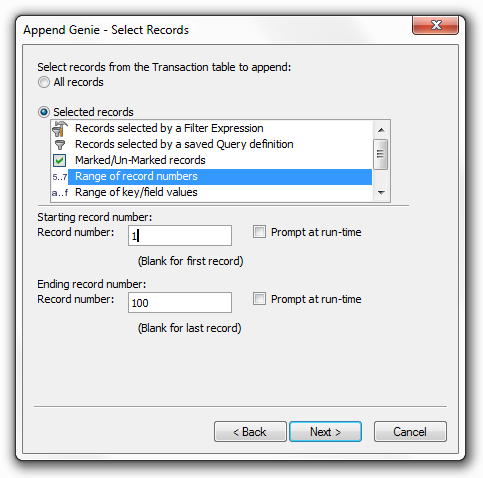 Append Genie - Select Records
Select records from the Transaction table to append:
All records
Selected records
Records selected by a Filter Expression
Records selected by a saved Query definition
Marked/Un-Marked records
5..7 Range of record numbers
a..f Range of key/field values
Starting record number:
Record number: 1 Prompt at run-time
(Blank for first record)
Ending record number:
Record number: 100 Prompt at run-time
(Blank for last record)
< Back Next > Cancel